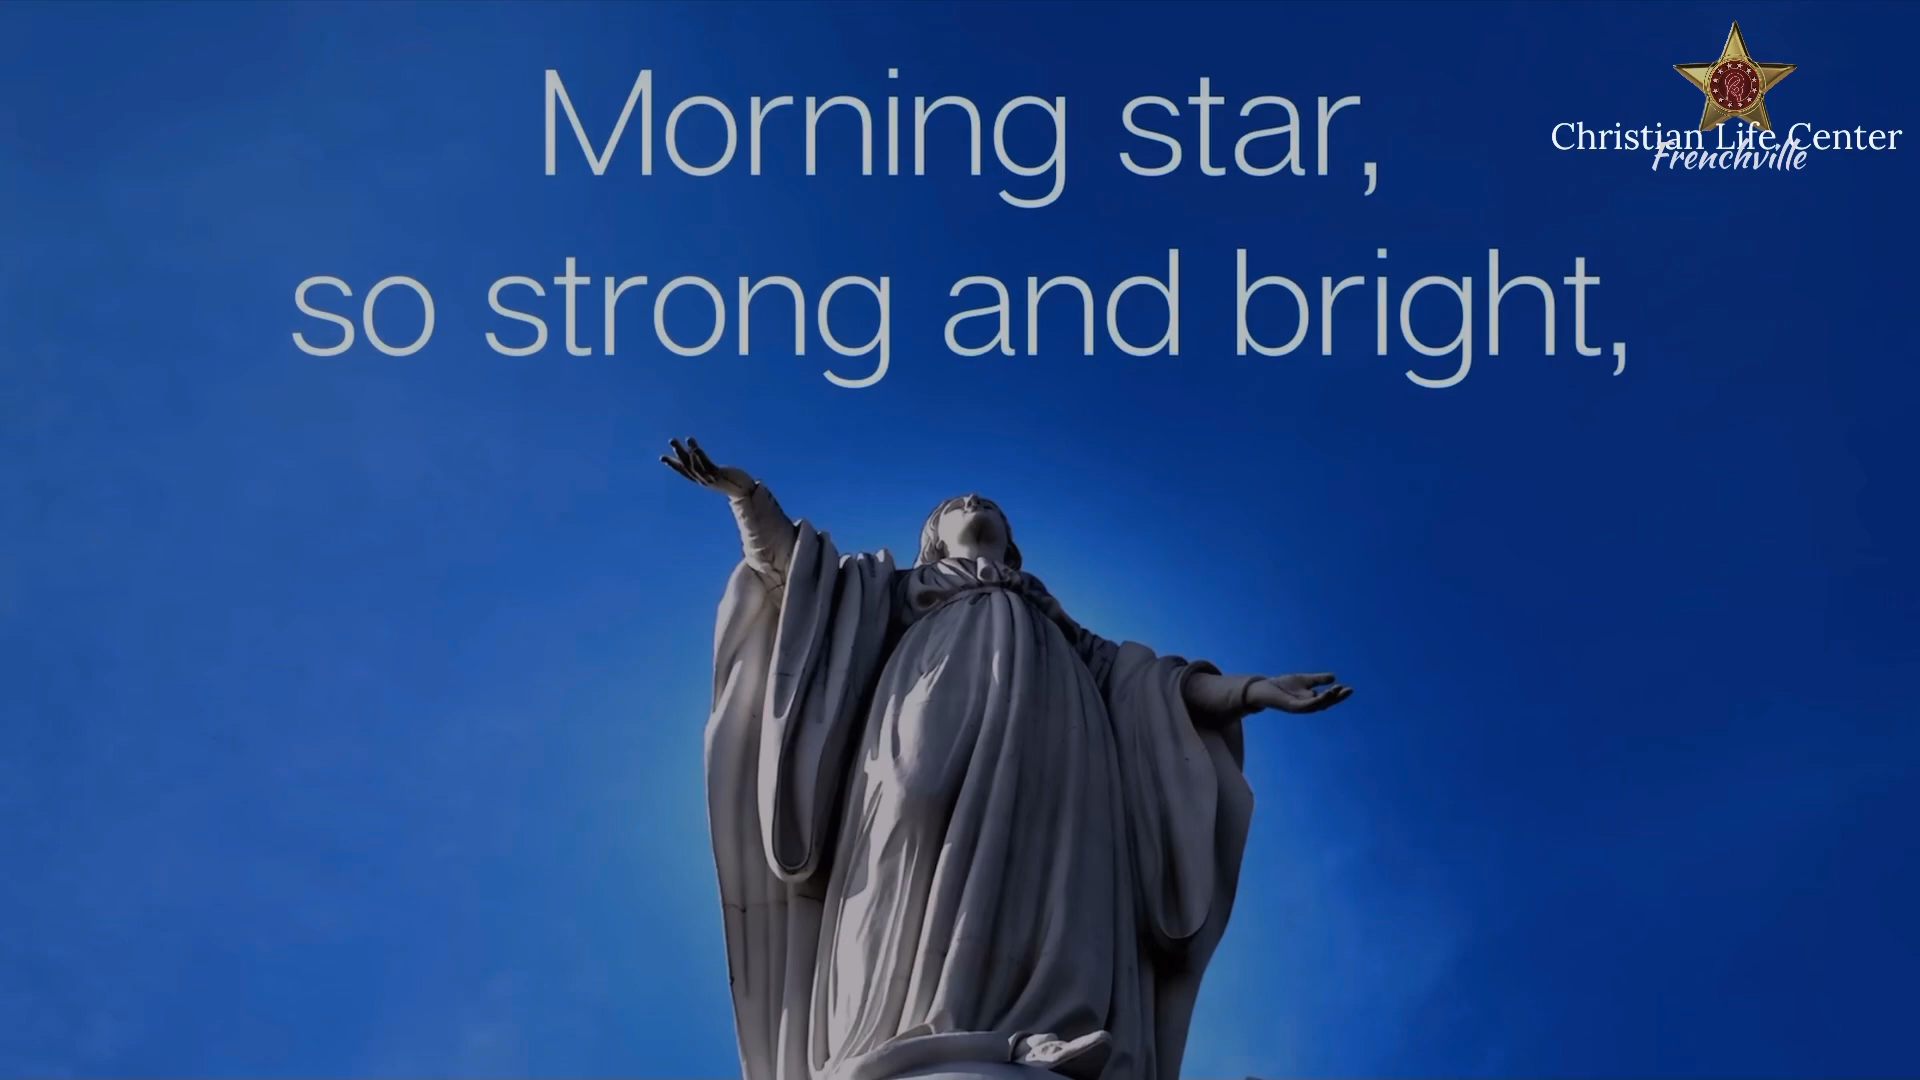 Morning star,
so strong and bright,
Christian Life Center
Frenchville